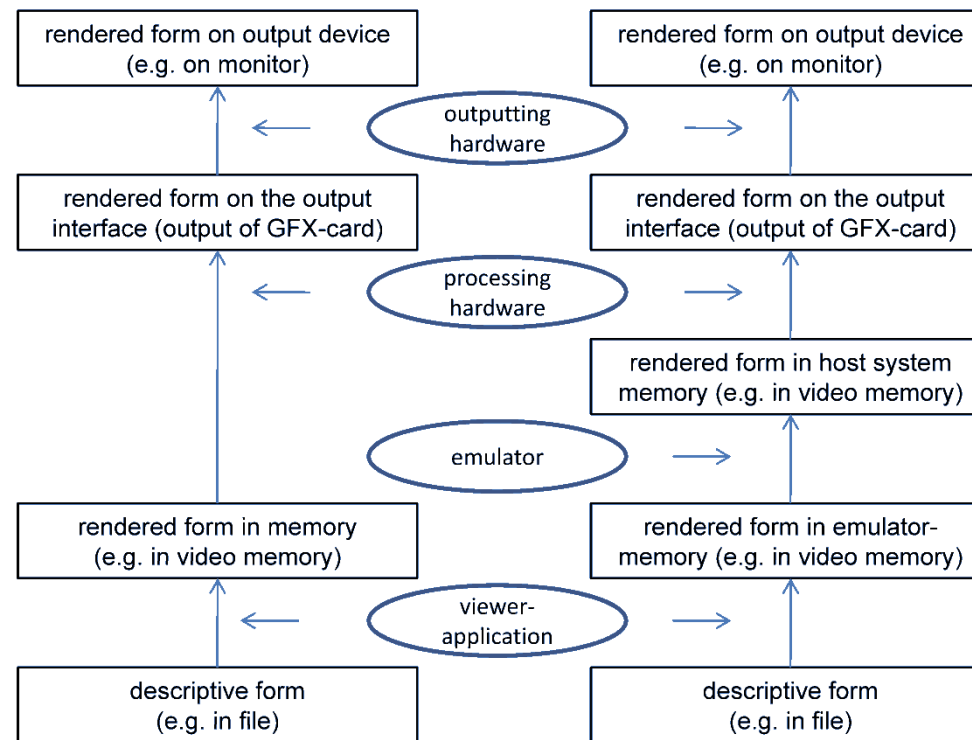 rendered form on output device
(e.g. on monitor)
rendered form on output device
(e.g. on monitor)
outputting
hardware
rendered form on the output
interface (output of GFX-card)
rendered form on the output
interface (output of GFX-card)
processing
hardware
rendered form in host system
memory (e.g. in video memory)
emulator
rendered form in memory
(e.g. in video memory)
rendered form in emulator-
memory (e.g. in video memory)
viewer-
application
descriptive form
(e.g. in file)
descriptive form
(e.g. in file)